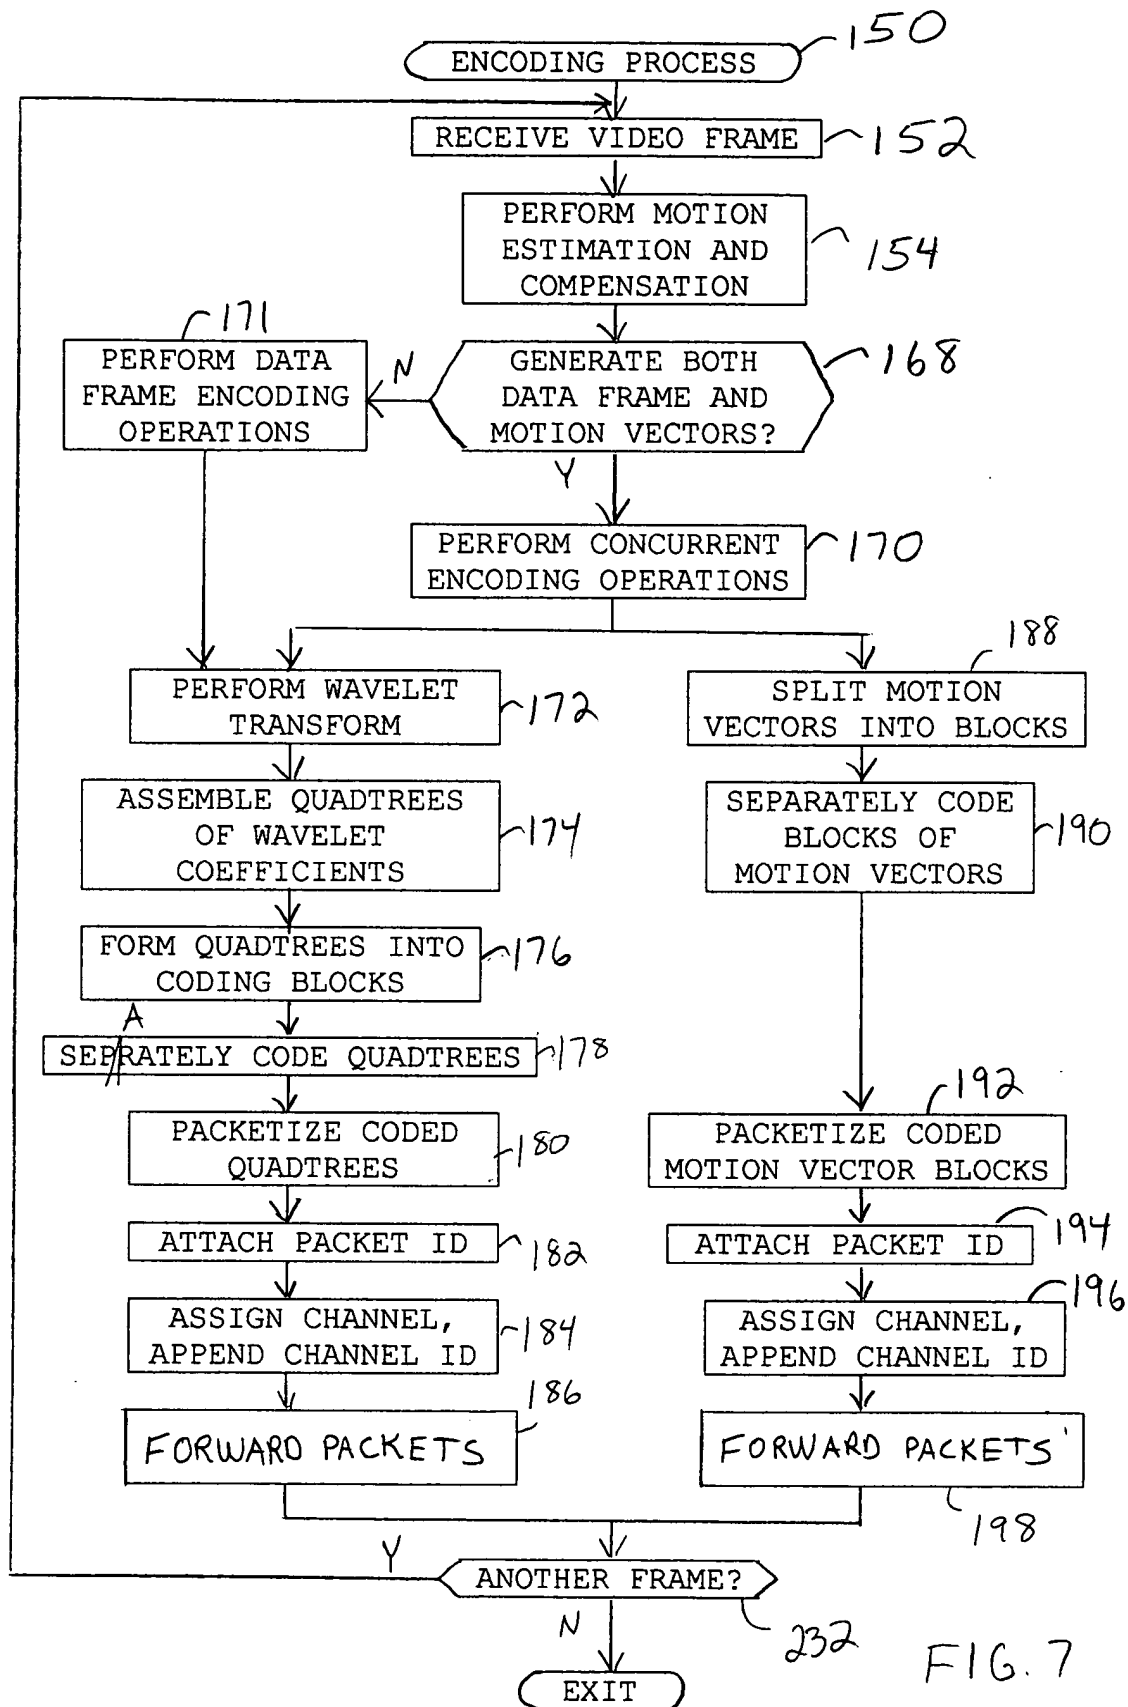 150
ENCODING PROCESS
RECEIVE VIDEO FRAME
152
PERFORM MOTION
ESTIMATION AND
COMPENSATION
154
171
PERFORM DATA
FRAME ENCODING
OPERATIONS
N
GENERATE BOTH
DATA FRAME AND
MOTION VECTORS?
168
Y
PERFORM CONCURRENT
ENCODING OPERATIONS
170
PERFORM WAVELET
TRANSFORM
172
ASSEMBLE QUADTREES
OF WAVELET
COEFFICIENTS
174
FORM QUADTREES INTO
CODING BLOCKS
176
A
SEPRATELY CODE QUADTREES
178
PACKETIZE CODED
QUADTREES
180
ATTACH PACKET ID
182
ASSIGN CHANNEL,
APPEND CHANNEL ID
184
186
FORWARD PACKETS
188
SPLIT MOTION
VECTORS INTO BLOCKS
SEPARATELY CODE
BLOCKS OF
MOTION VECTORS
190
192
PACKETIZE CODED
MOTION VECTOR BLOCKS
194
ATTACH PACKET ID
196
ASSIGN CHANNEL,
APPEND CHANNEL ID
FORWARD PACKETS
198
Y
ANOTHER FRAME?
232
N
EXIT
FIG. 7